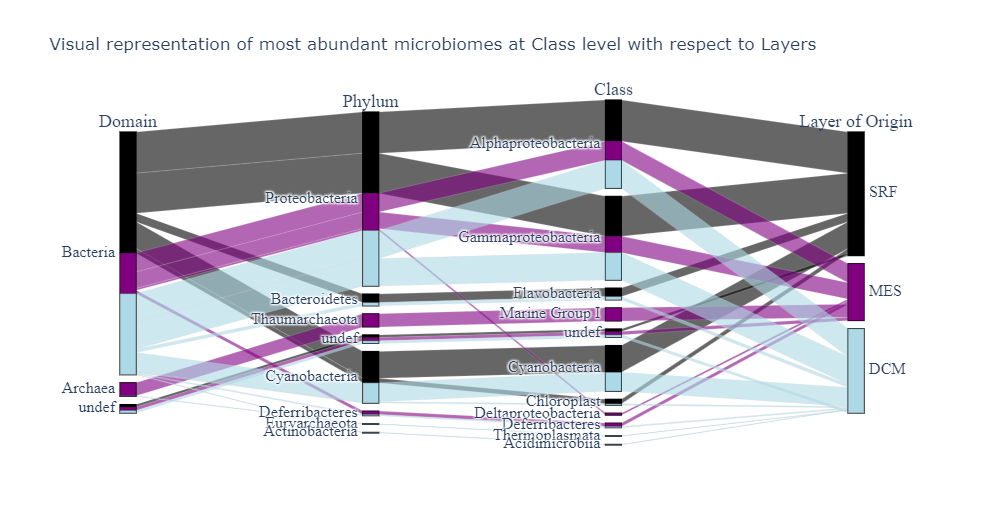 Visual representation of most abundant microbiomes at Class level with respect to Layers
Domain
Phylum
Class
Layer of Origin
Bacteria
Archaea
undef
Proteobacteria
Bacteroidetes
Thaumarchaeota
undef
Cyanobacteria
Deferribacteres
Euryarchaeota
Actinobacteria
Alphaproteobacteria
Gammaproteobacteria
Flavobacteria
Marine Group I
undef
Cyanobacteria
Chloroplast
Deltaproteobacteria
Deferribacteres
Thermoplasmata
Acidimicrobiia
SRF
MES
DCM